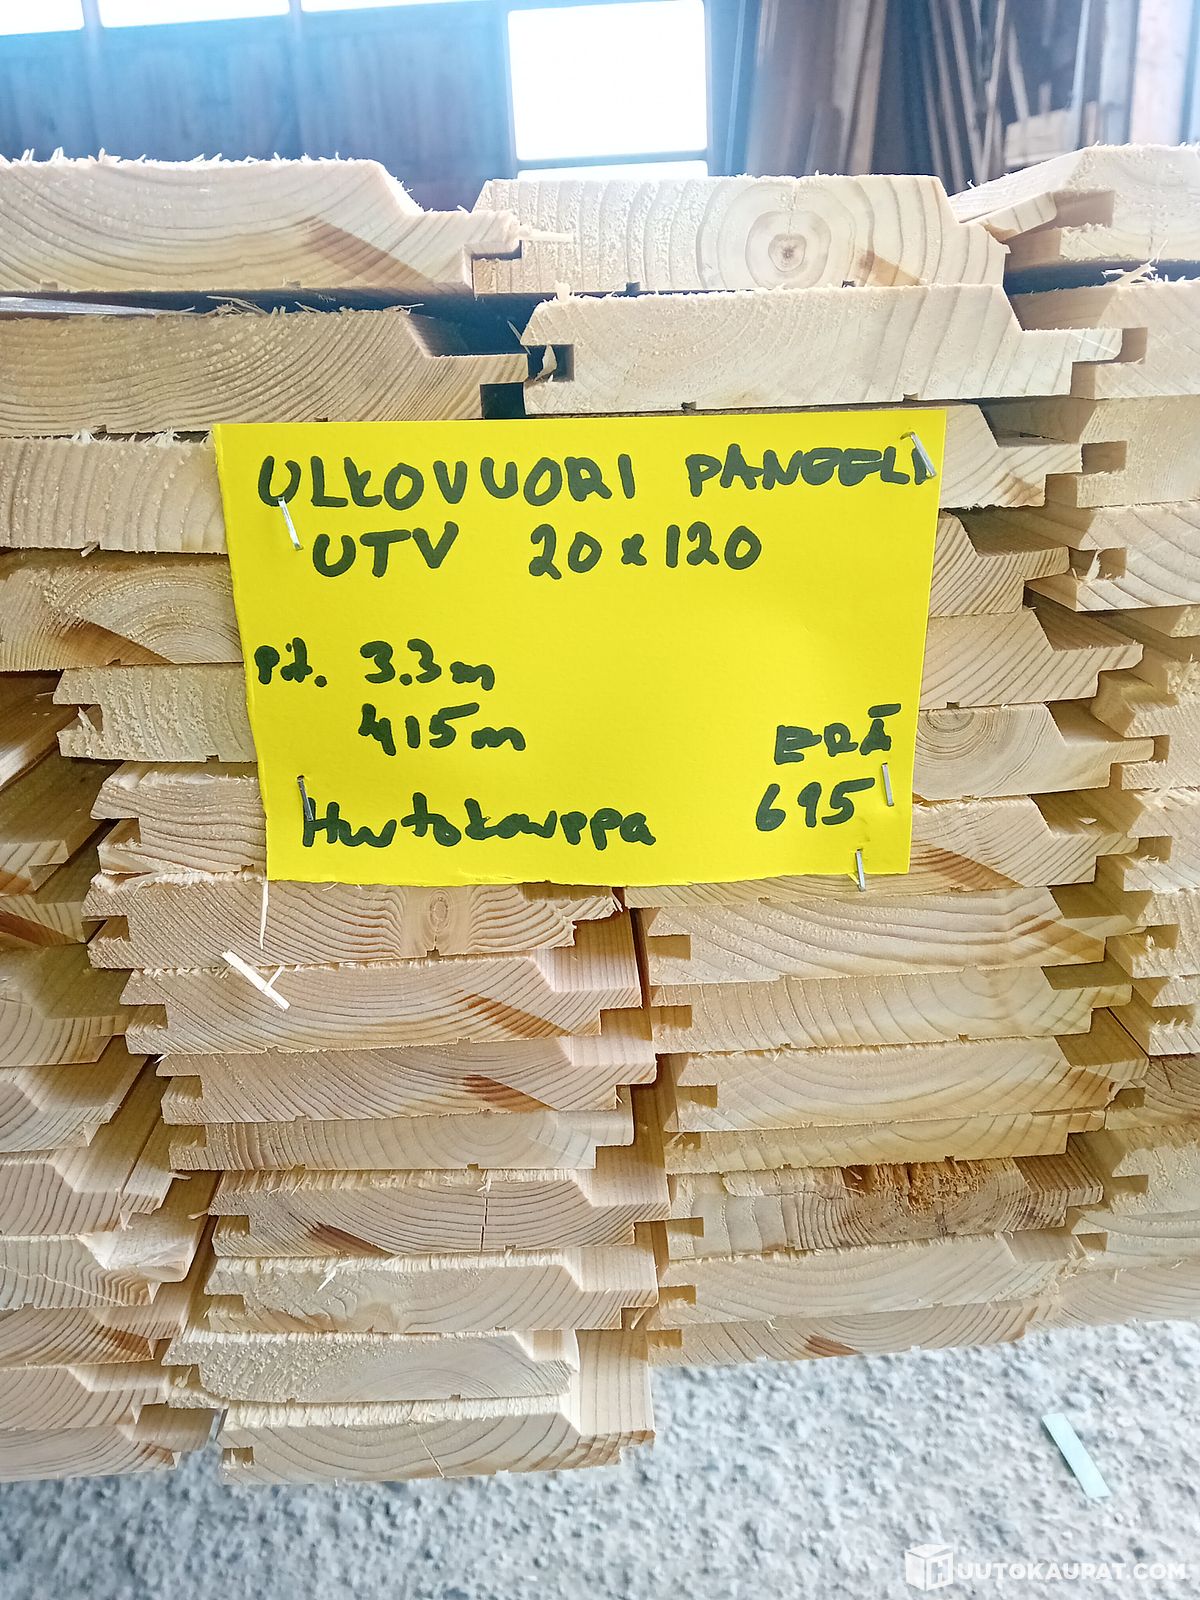 ULKOVUORI PANEELI
UTV 20x120
pit. 3.3m
415m
ERÄ
695
Huutokauppa
HUUTOKAUPAT.COM